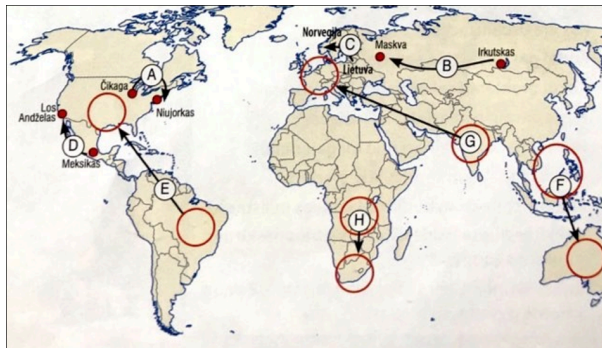 Norvegija
C
Maskva
Irkutskas
B
Lietuva
A
Čikaga
Niujorkas
Los
Andželas
D
Meksikas
G
E
F
H